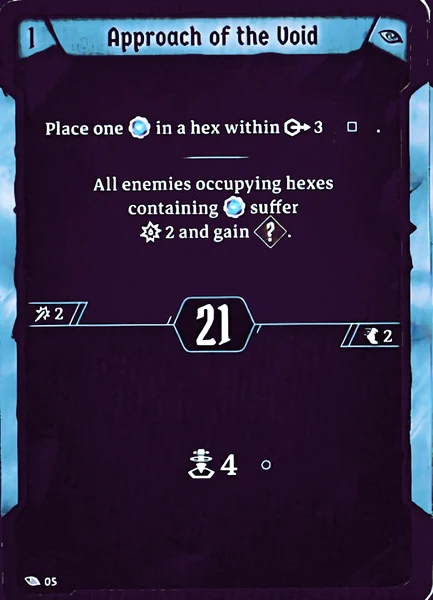 1
Approach of the Void
Place one in a hex within 3 .
All enemies occupying hexes
containing suffer
2 and gain ? .
2
21
2
4
05